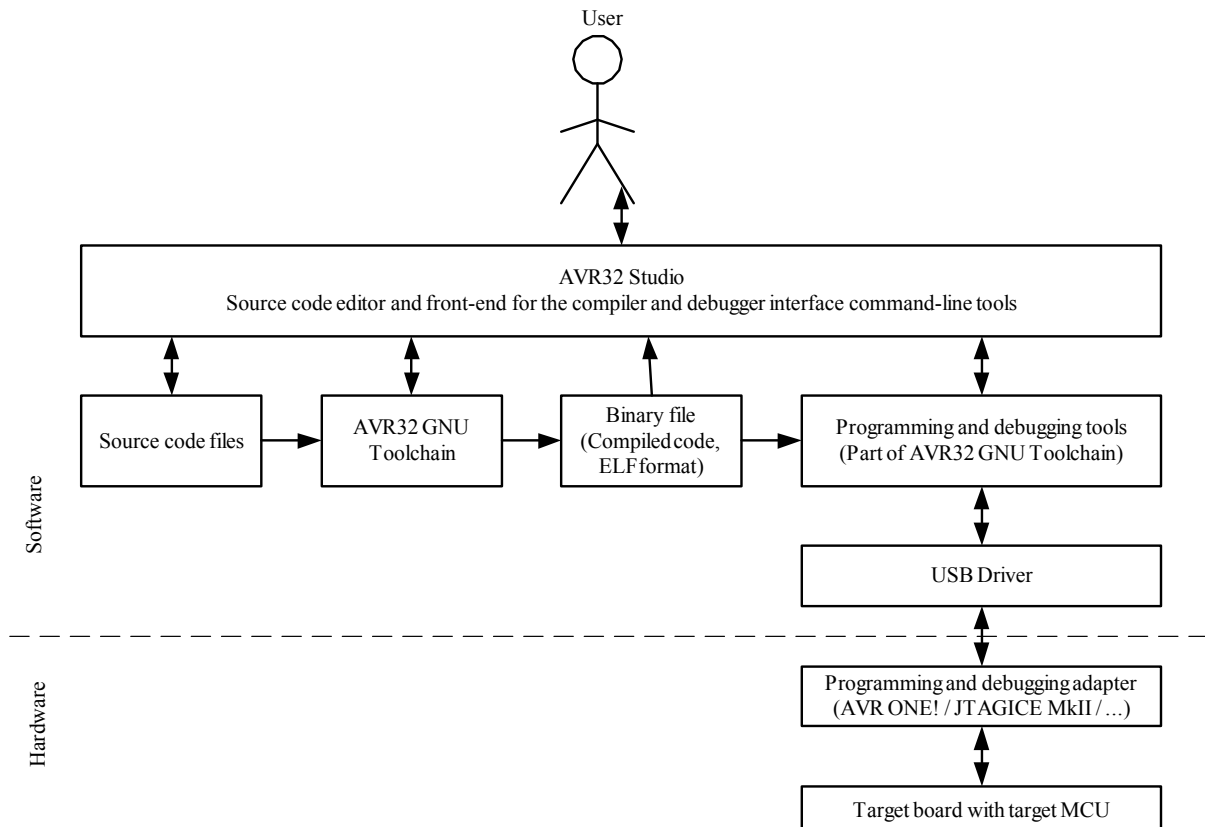 User
AVR32 Studio
Source code editor and front-end for the compiler and debugger interface command-line tools
Source code files
AVR32 GNU
Toolchain
Binary file
(Compiled code,
ELF format)
Programming and debugging tools
(Part of AVR32 GNU Toolchain)
Software
USB Driver
Hardware
Programming and debugging adapter
(AVR ONE! / JTAGICE MkII / ...)
Target board with target MCU